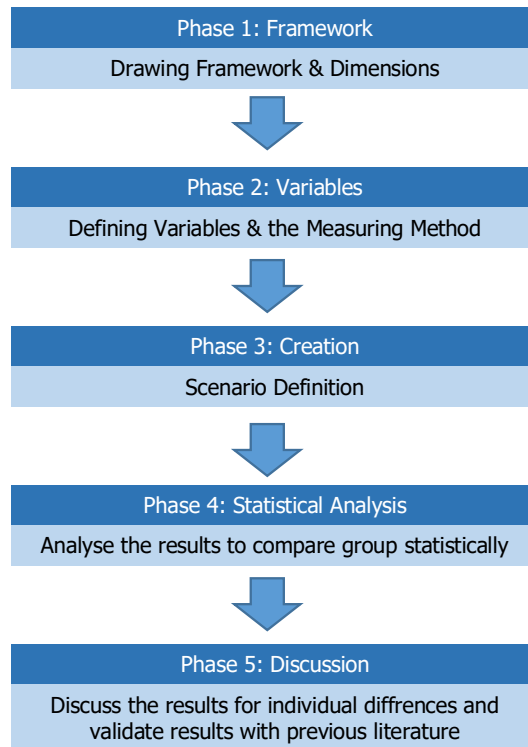 Phase 1: Framework
Drawing Framework & Dimensions
Phase 2: Variables
Defining Variables & the Measuring Method
Phase 3: Creation
Scenario Definition
Phase 4: Statistical Analysis
Analyse the results to compare group statistically
Phase 5: Discussion
Discuss the results for individual diffrences and
validate results with previous literature